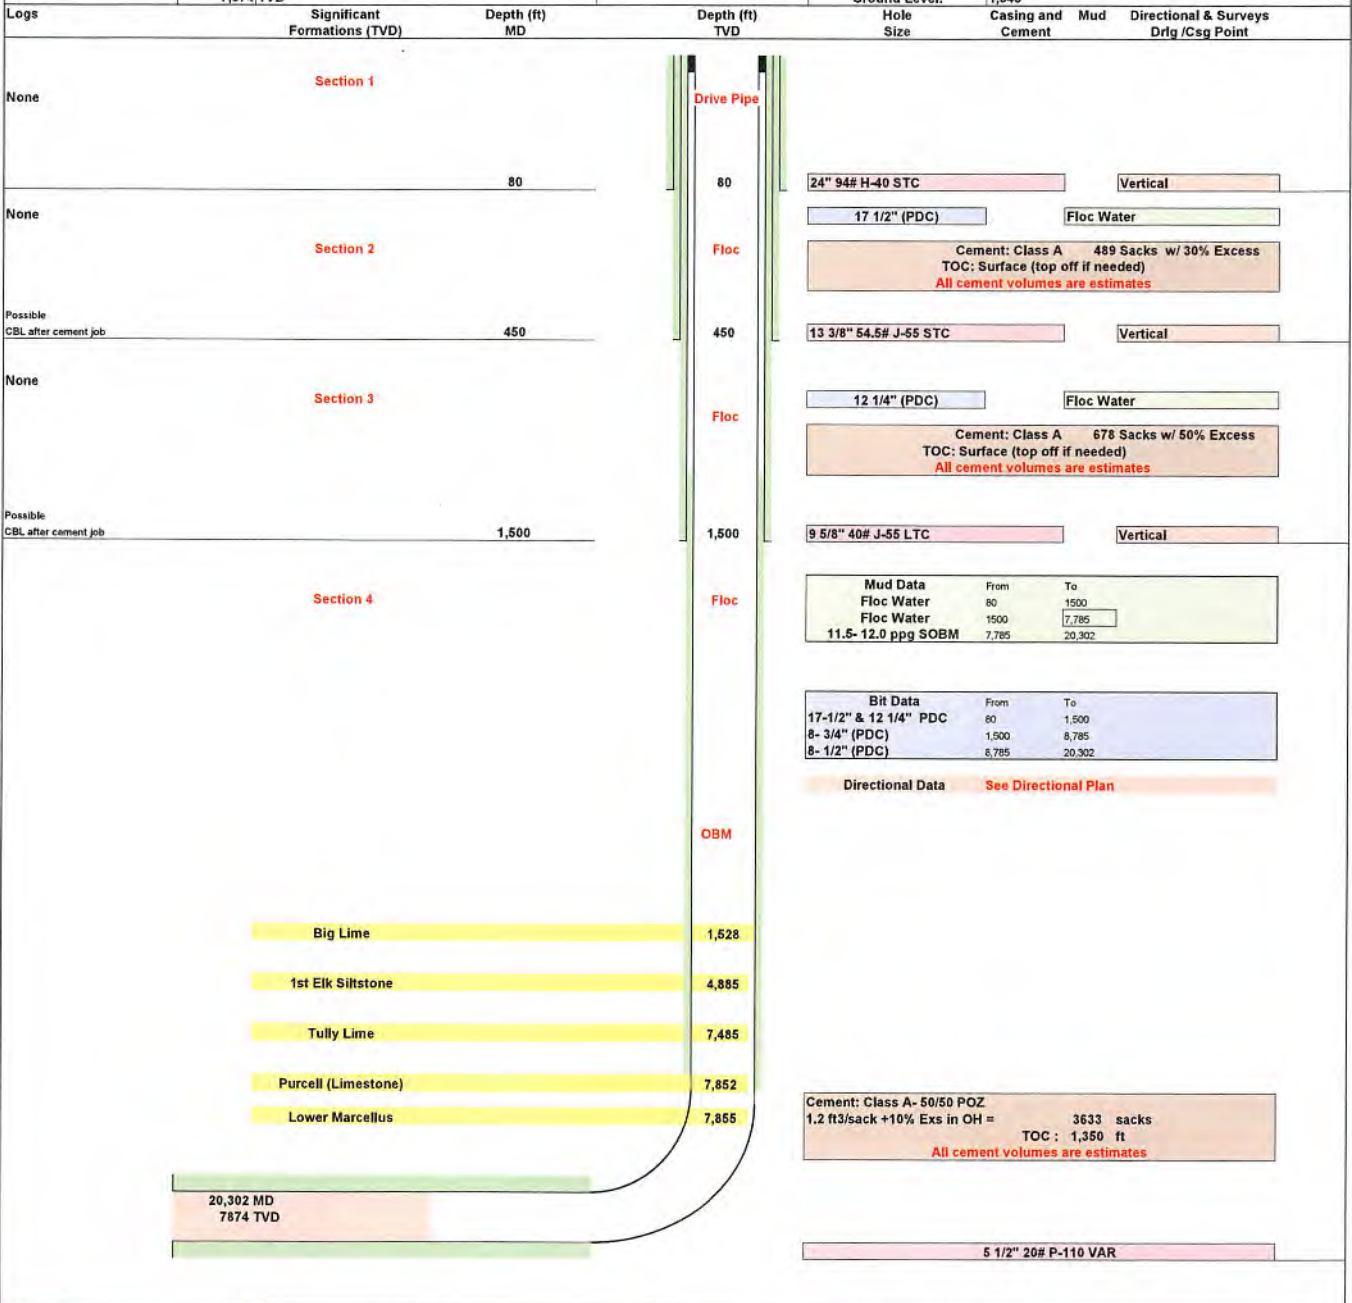 Logs Significant Formations (TVD) Depth (ft) MD Depth (ft) TVD Hole Size Casing and Cement Mud Directional & Surveys Drlg /Csg Point
Section 1
None
Drive Pipe
80 80 24" 94# H-40 STC Vertical
None 17 1/2" (PDC) Floc Water
Section 2 Floc Cement: Class A 489 Sacks w/ 30% Excess
TOC: Surface (top off if needed)
All cement volumes are estimates
Possible
CBL after cement job 450 450 13 3/8" 54.5# J-55 STC Vertical
None
Section 3 12 1/4" (PDC) Floc Water
Floc
Cement: Class A 678 Sacks w/ 50% Excess
TOC: Surface (top off if needed)
All cement volumes are estimates
Possible
CBL after cement job 1,500 1,500 9 5/8" 40# J-55 LTC Vertical
Section 4 Floc
Mud Data From To
Floc Water 80 1500
Floc Water 1500 7,785
11.5- 12.0 ppg SOBM 7,785 20,302
Bit Data From To
17-1/2" & 12 1/4" PDC 80 1,500
8- 3/4" (PDC) 1,500 8,785
8- 1/2" (PDC) 8,785 20,302
Directional Data See Directional Plan
OBM
Big Lime 1,528
1st Elk Siltstone 4,885
Tully Lime 7,485
Purcell (Limestone) 7,852
Lower Marcellus 7,855
Cement: Class A- 50/50 POZ
1.2 ft3/sack +10% Exs in OH = 3633 sacks
TOC : 1,350 ft
All cement volumes are estimates
20,302 MD
7874 TVD
5 1/2" 20# P-110 VAR